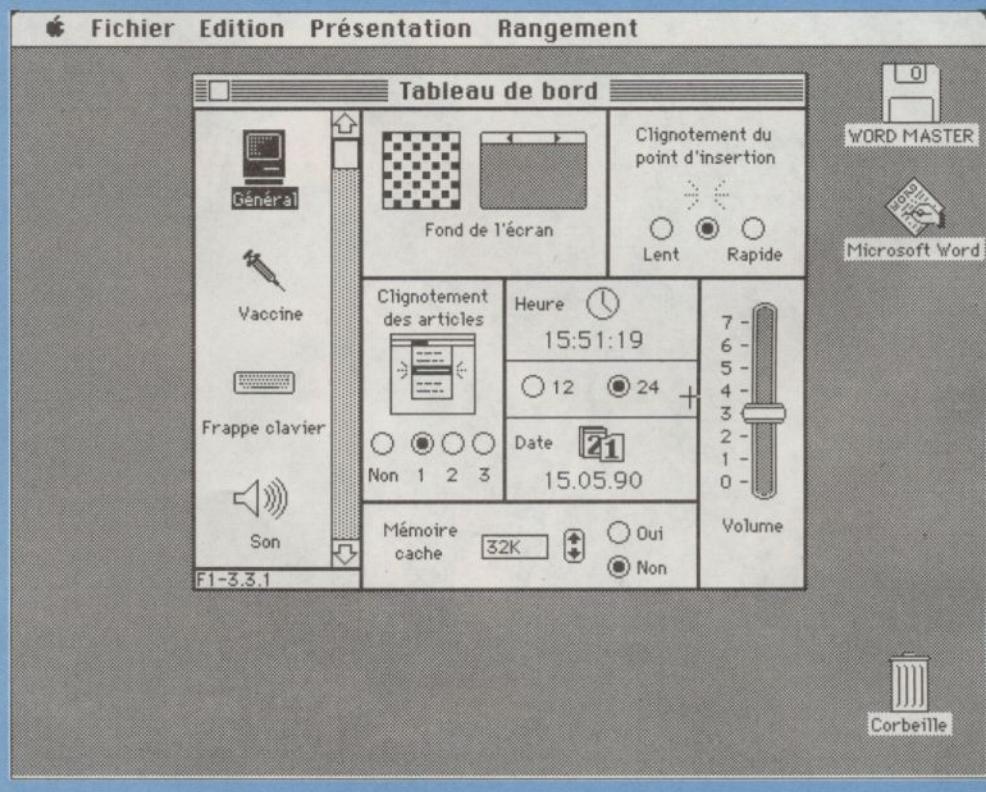 Fichier Edition Présentation Rangement
Tableau de bord
Général
Vaccine
Frappe clavier
Son
F1-3.3.1
Fond de l'écran
Clignotement du
point d'insertion
Lent Rapide
Clignotement
des articles
Non 1 2 3
Heure
15:51:19
12 24
Date
21
15.05.90
7
6
5
4
3
2
1
0
Volume
Mémoire
cache
32K
Oui
Non
WORD MASTER
WORD
Microsoft Word
Corbeille